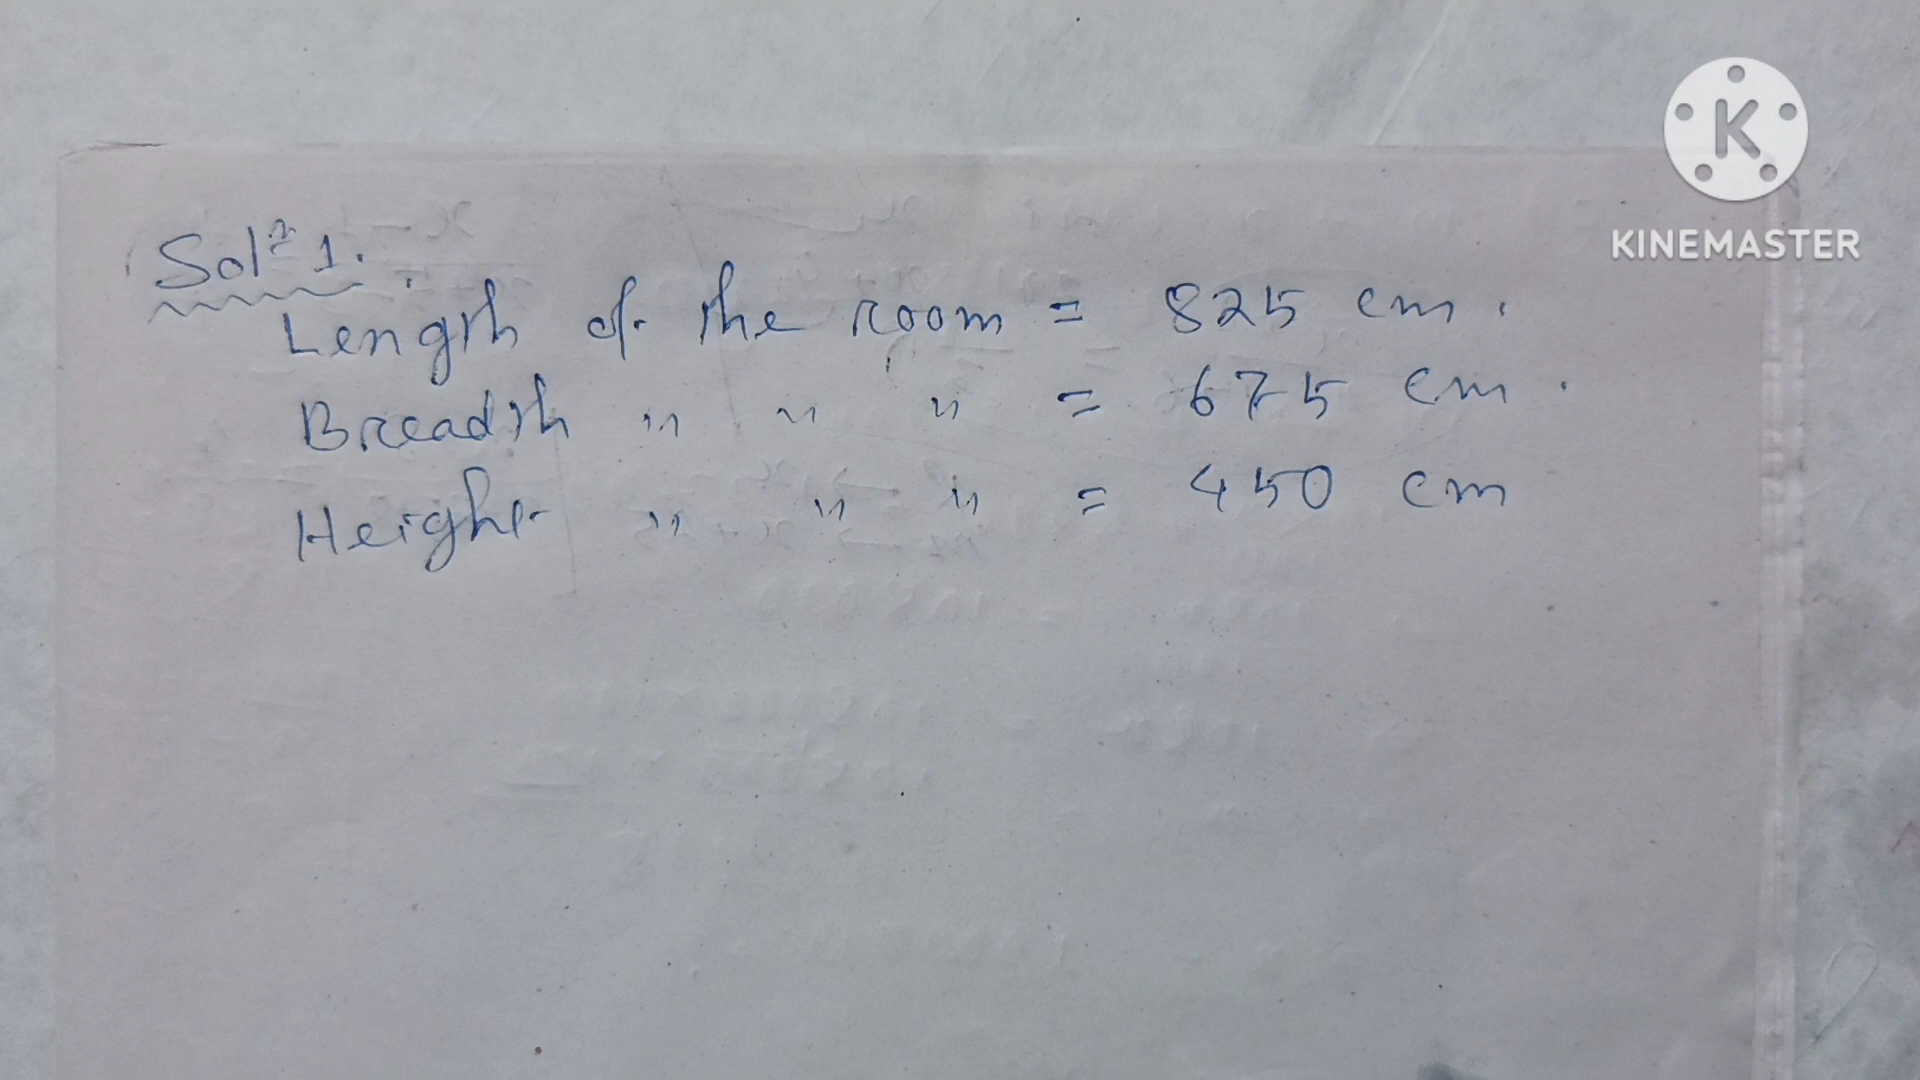 Solⁿ 1.
Length of the room = 825 cm.
Breadth " " " = 675 cm.
Height " " " = 450 cm
K
KINEMASTER